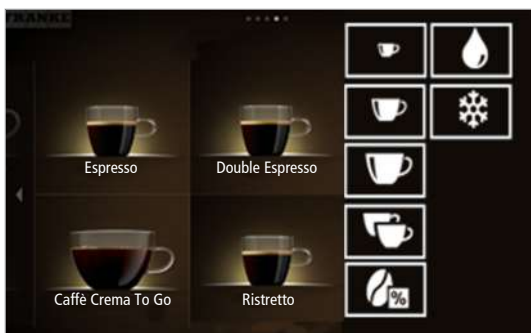 FRANKE
Espresso
Double Espresso
Caffè Crema To Go
Ristretto
%